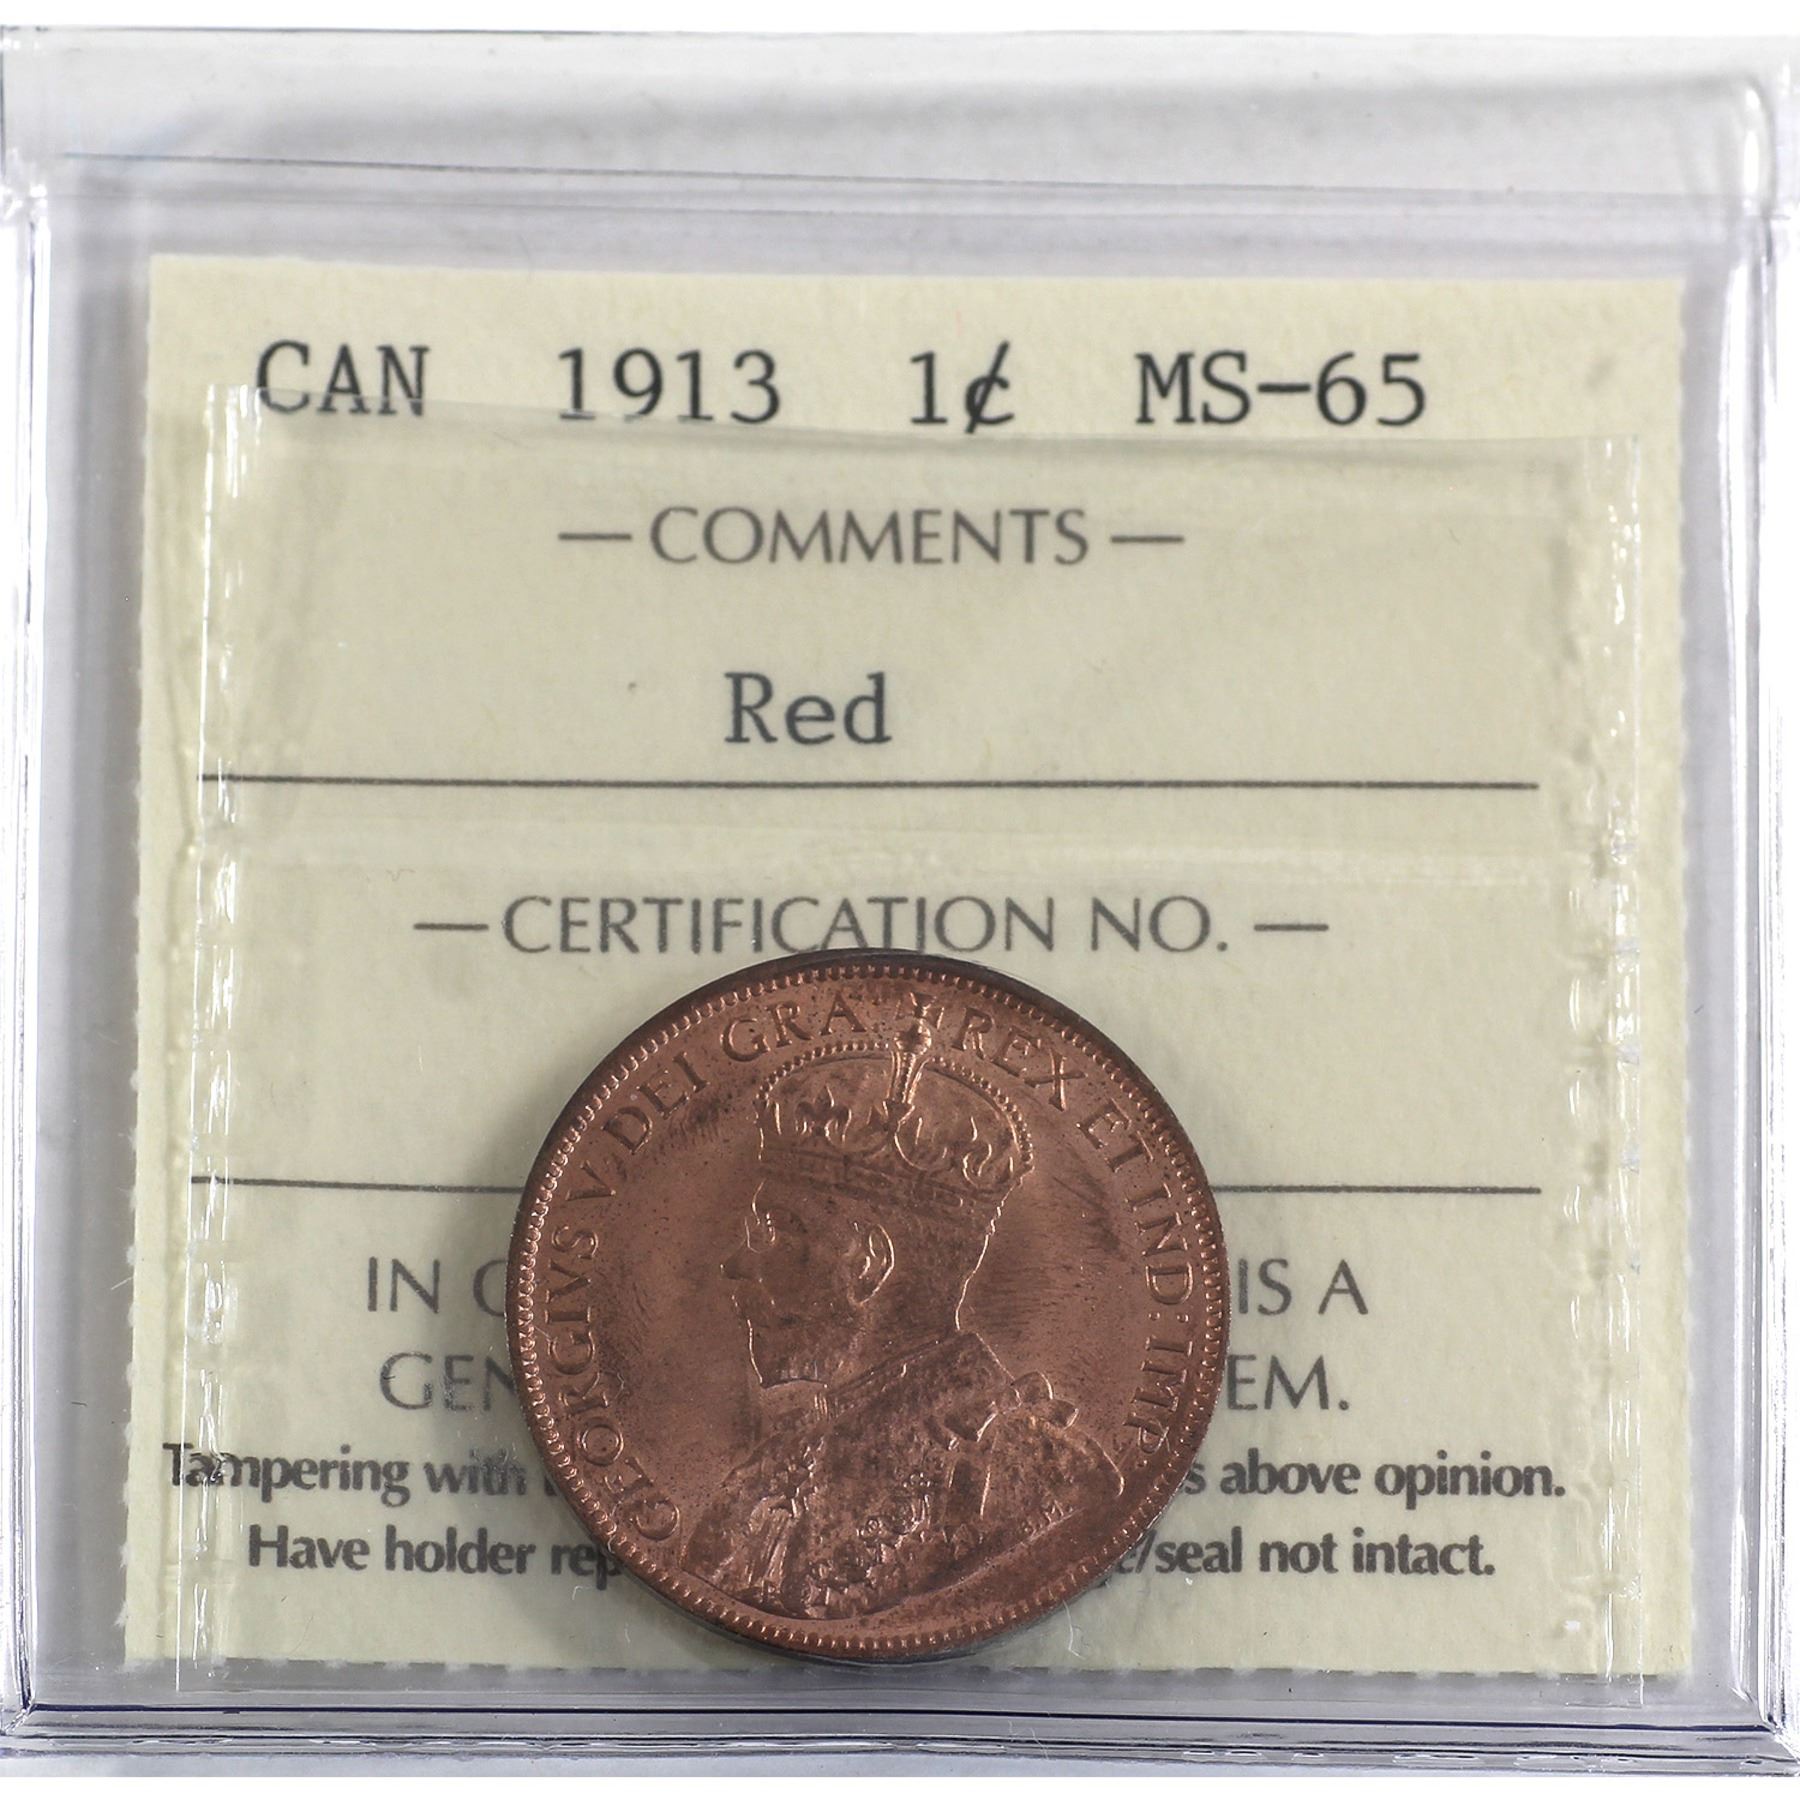 CAN 1913 1¢ MS-65
— COMMENTS —
Red
— CERTIFICATION NO. —
IN IS A
GEN EM.
Tampering with s above opinion.
Have holder rep e/seal not intact.
GEORGIVS V DEI GRA: REX ET IND: IMP:
B.M.